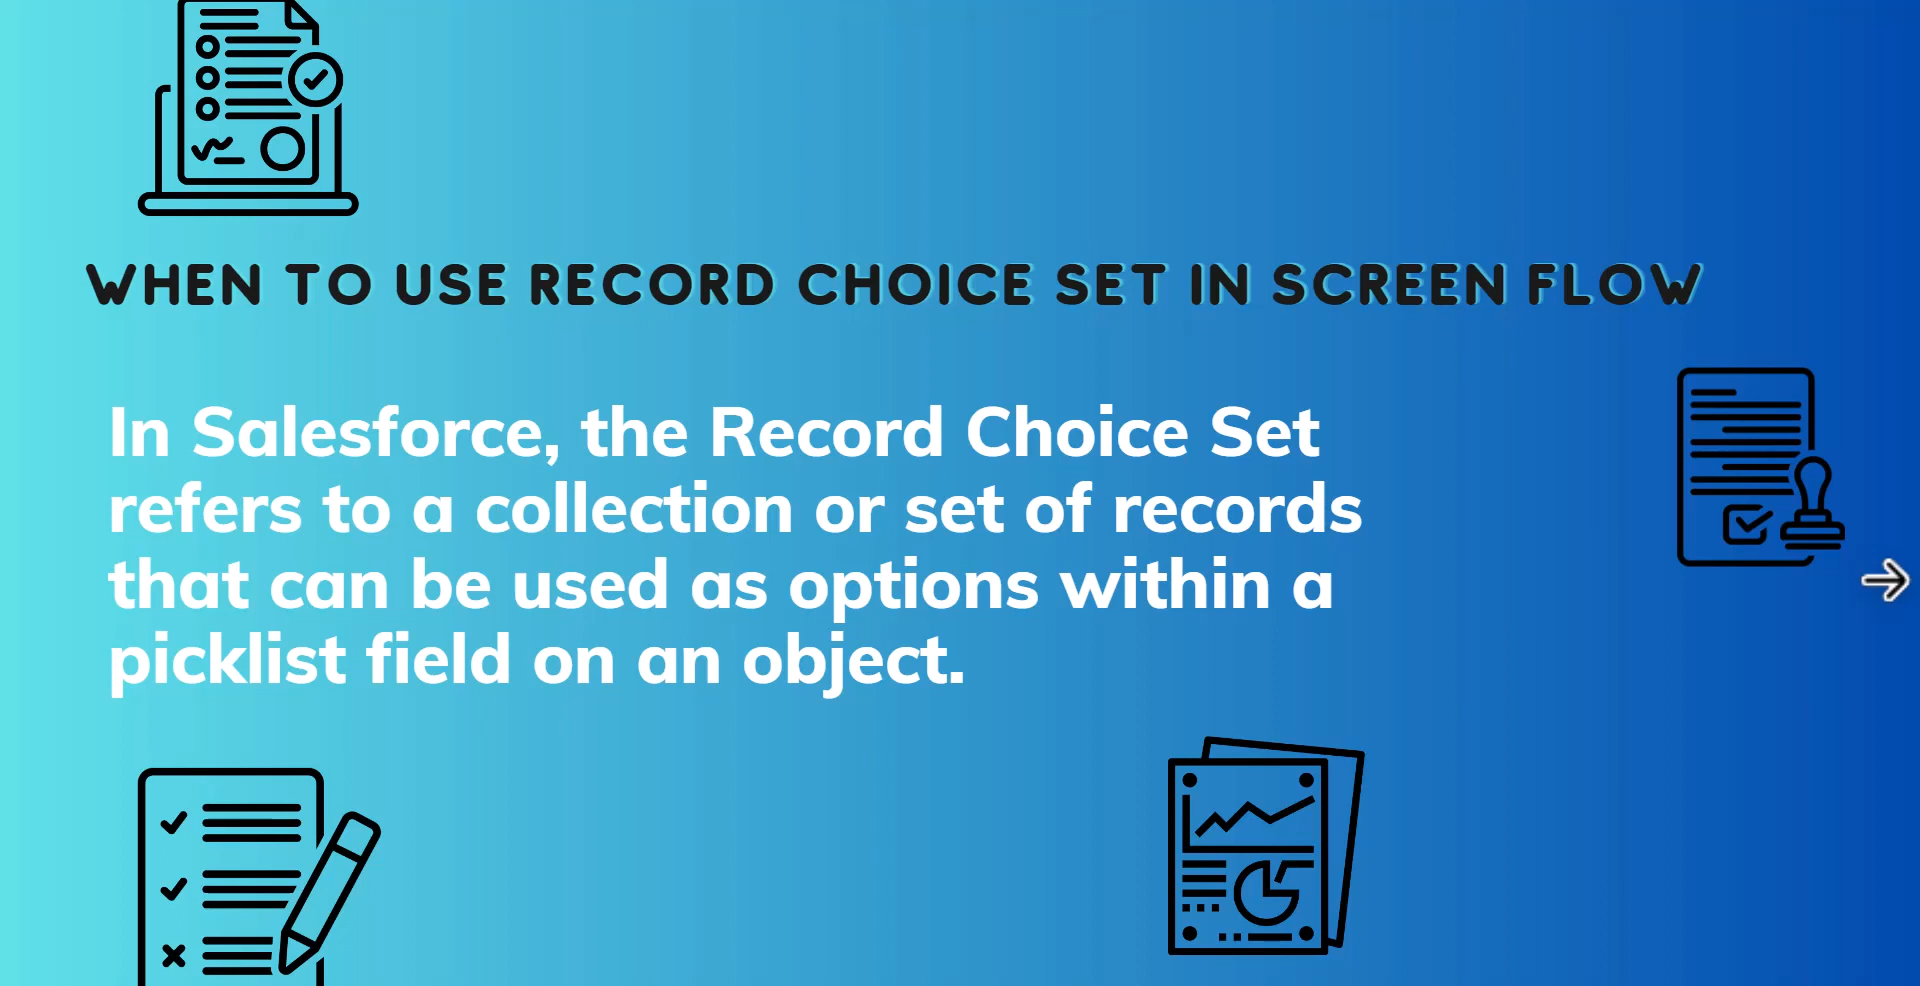 WHEN TO USE RECORD CHOICE SET IN SCREEN FLOW
In Salesforce, the Record Choice Set
refers to a collection or set of records
that can be used as options within a
picklist field on an object.